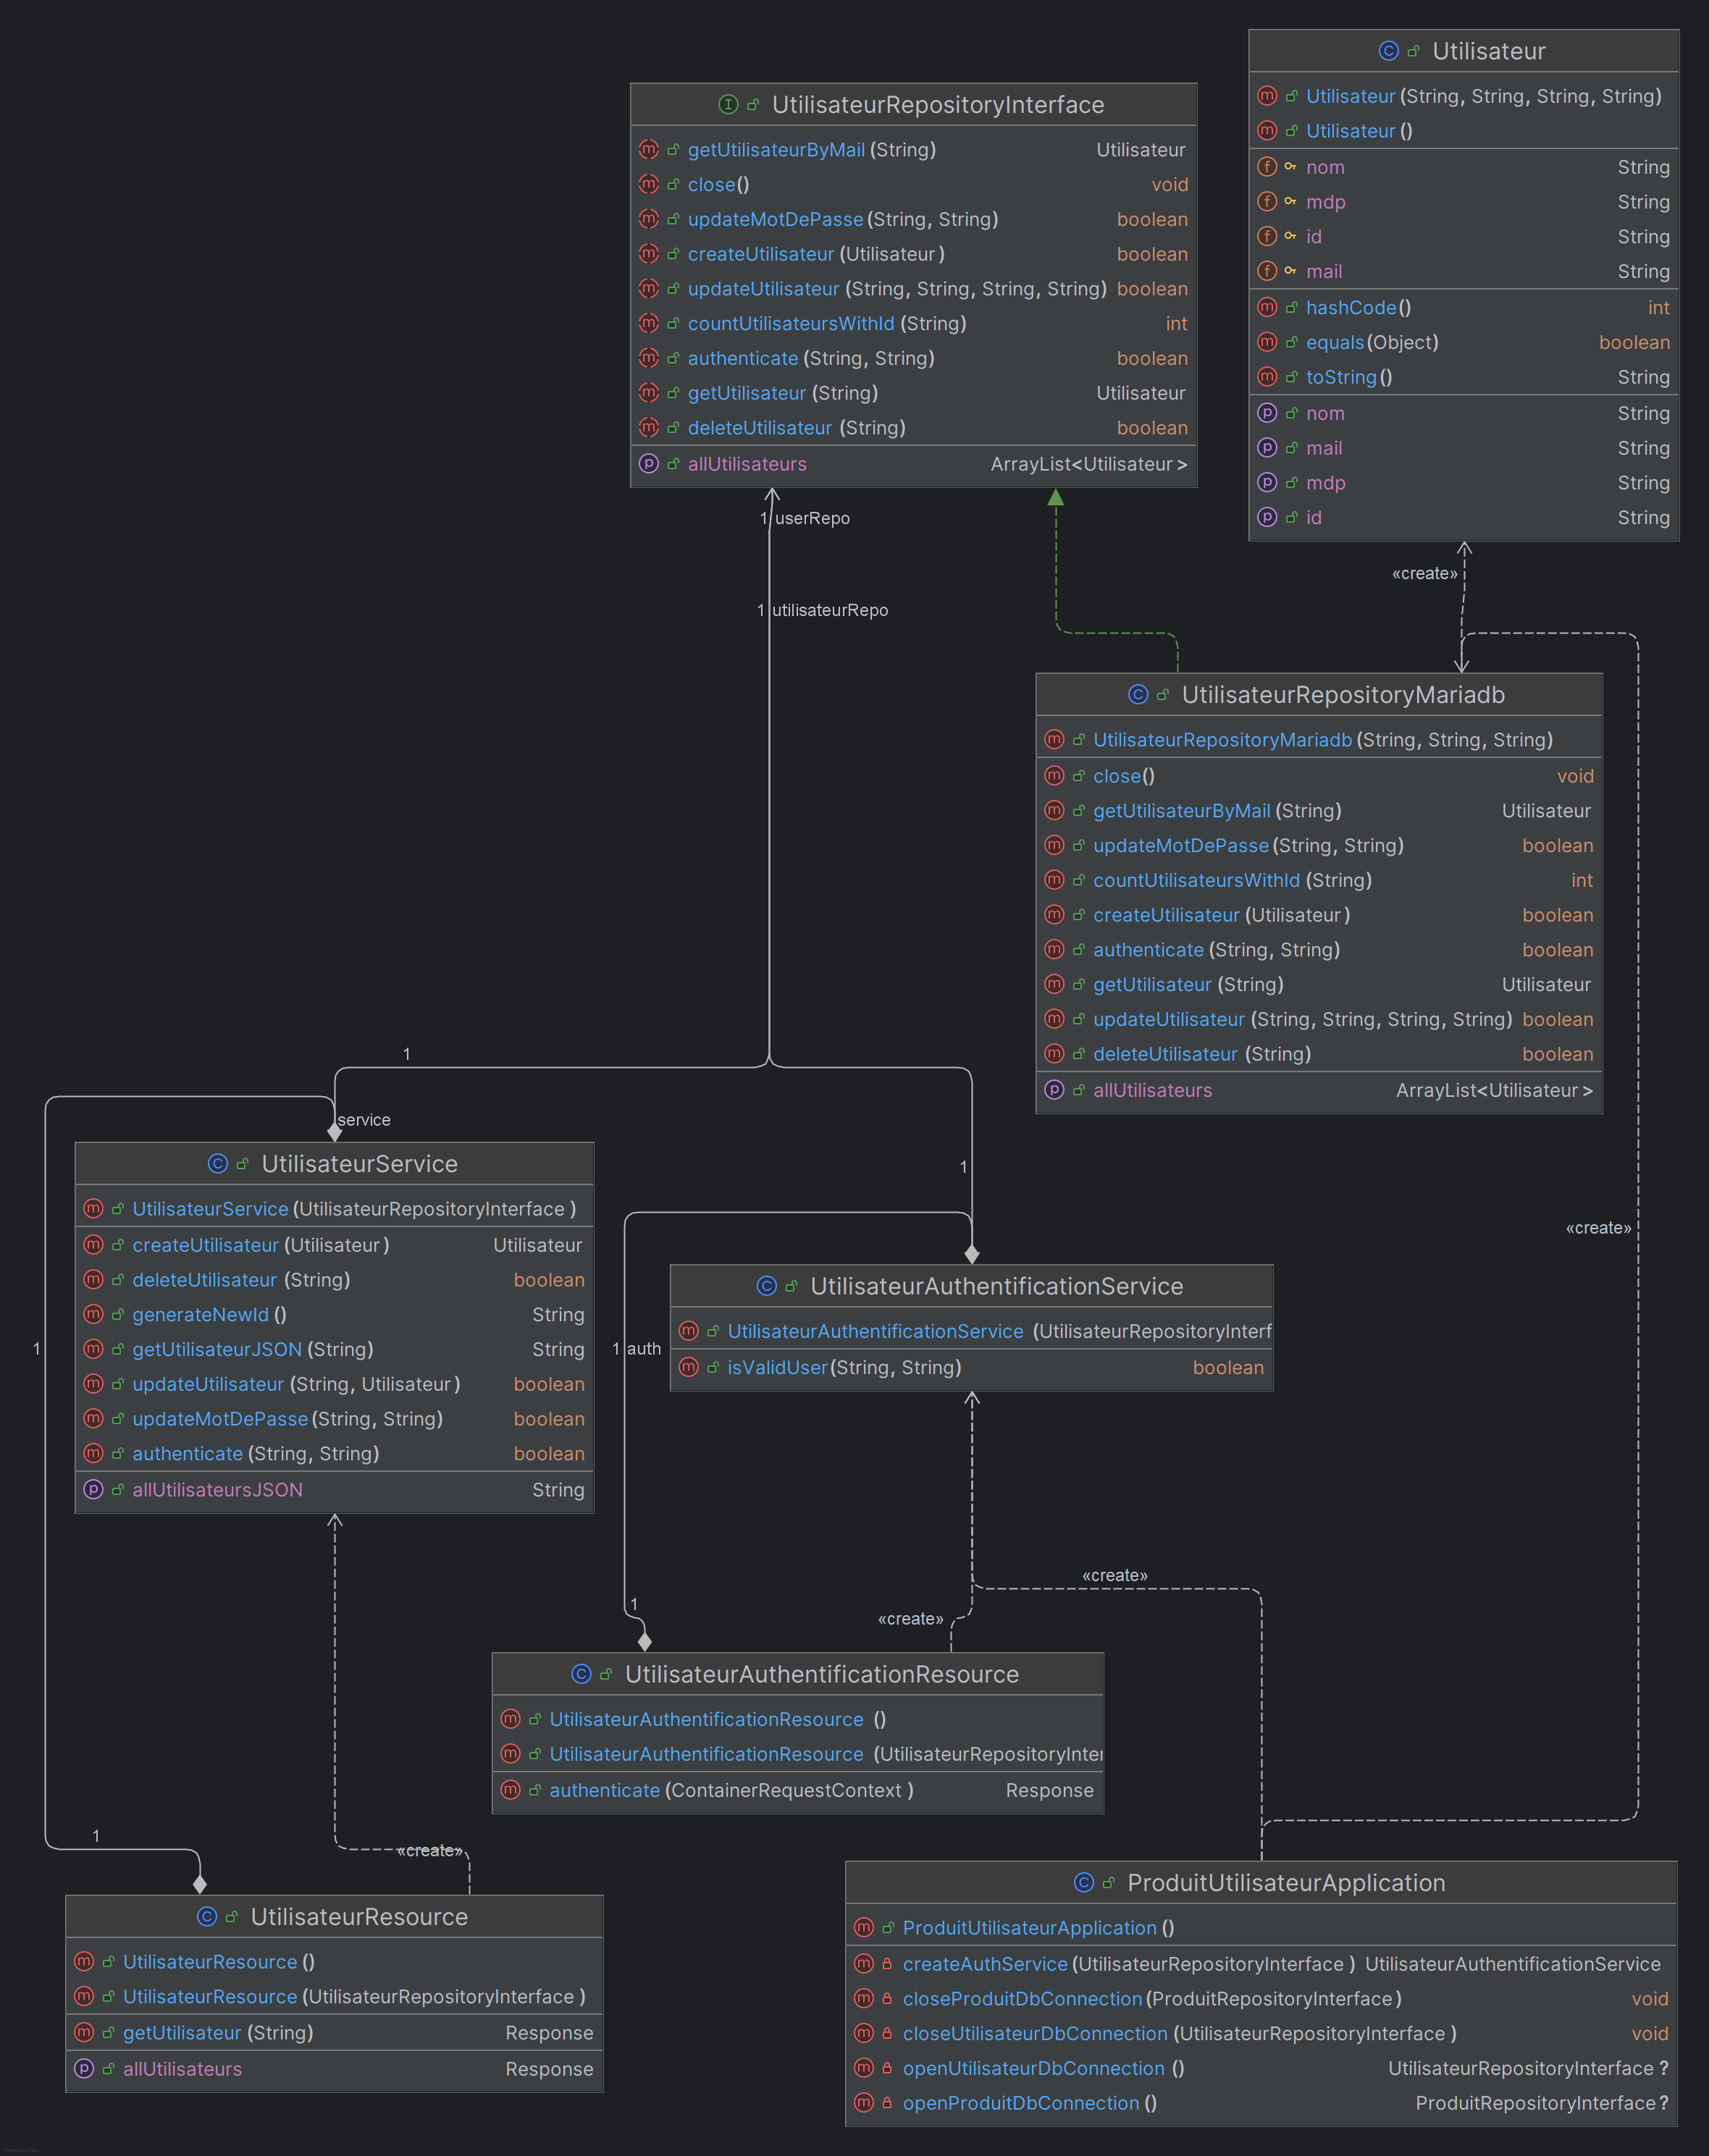 Utilisateur
Utilisateur (String, String, String, String)
Utilisateur ()
nom String
mdp String
id String
mail String
hashCode() int
equals(Object) boolean
toString() String
nom String
mail String
mdp String
id String
UtilisateurRepositoryInterface
getUtilisateurByMail (String) Utilisateur
close() void
updateMotDePasse (String, String) boolean
createUtilisateur (Utilisateur) boolean
updateUtilisateur (String, String, String, String) boolean
countUtilisateursWithId (String) int
authenticate (String, String) boolean
getUtilisateur (String) Utilisateur
deleteUtilisateur (String) boolean
allUtilisateurs ArrayList<Utilisateur>
1 userRepo
«create»
1 utilisateurRepo
UtilisateurRepositoryMariadb
UtilisateurRepositoryMariadb (String, String, String)
close() void
getUtilisateurByMail (String) Utilisateur
updateMotDePasse (String, String) boolean
countUtilisateursWithId (String) int
createUtilisateur (Utilisateur) boolean
authenticate (String, String) boolean
getUtilisateur (String) Utilisateur
updateUtilisateur (String, String, String, String) boolean
deleteUtilisateur (String) boolean
allUtilisateurs ArrayList<Utilisateur>
1
service
1
«create»
UtilisateurService
UtilisateurService (UtilisateurRepositoryInterface)
createUtilisateur (Utilisateur) Utilisateur
deleteUtilisateur (String) boolean
generateNewId () String
getUtilisateurJSON (String) String
updateUtilisateur (String, Utilisateur) boolean
updateMotDePasse (String, String) boolean
authenticate (String, String) boolean
allUtilisateursJSON String
UtilisateurAuthentificationService
UtilisateurAuthentificationService (UtilisateurRepositoryInterf
isValidUser(String, String) boolean
1
1 auth
«create»
1
«create»
UtilisateurAuthentificationResource
UtilisateurAuthentificationResource ()
UtilisateurAuthentificationResource (UtilisateurRepositoryInter
authenticate (ContainerRequestContext) Response
1
«create»
UtilisateurResource
UtilisateurResource ()
UtilisateurResource (UtilisateurRepositoryInterface)
getUtilisateur (String) Response
allUtilisateurs Response
ProduitUtilisateurApplication
ProduitUtilisateurApplication ()
createAuthService (UtilisateurRepositoryInterface) UtilisateurAuthentificationService
closeProduitDbConnection (ProduitRepositoryInterface) void
closeUtilisateurDbConnection (UtilisateurRepositoryInterface) void
openUtilisateurDbConnection () UtilisateurRepositoryInterface?
openProduitDbConnection () ProduitRepositoryInterface?